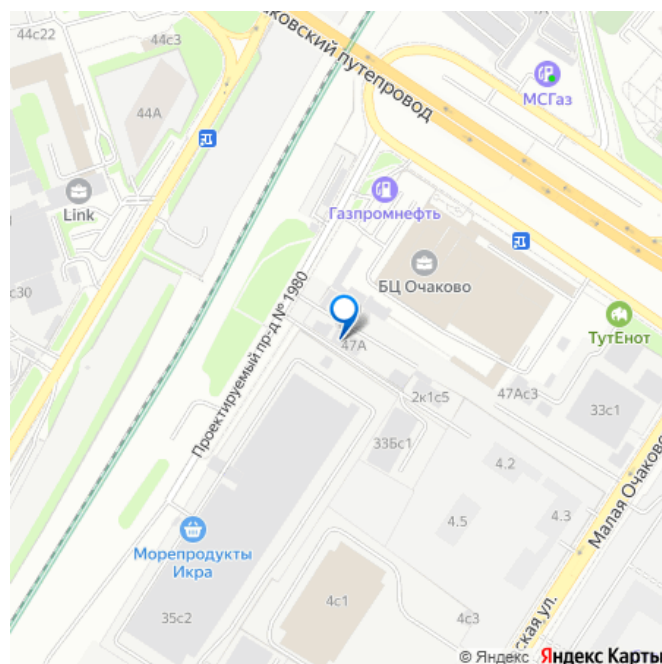 44с22
44с3
44А
аковский путепровод
МСГаз
Link
Газпромнефть
БЦ Очаково
с30
Проектируемый пр-д № 1980
47А
ТутЕнот
2к1с5
47Ас3
33с1
33Бс1
4.2
4.5
4.3
Малая Очаково
Морепродукты
Икра
35с2
4с1
4с3
ская ул.
© Яндекс Яндекс Карты